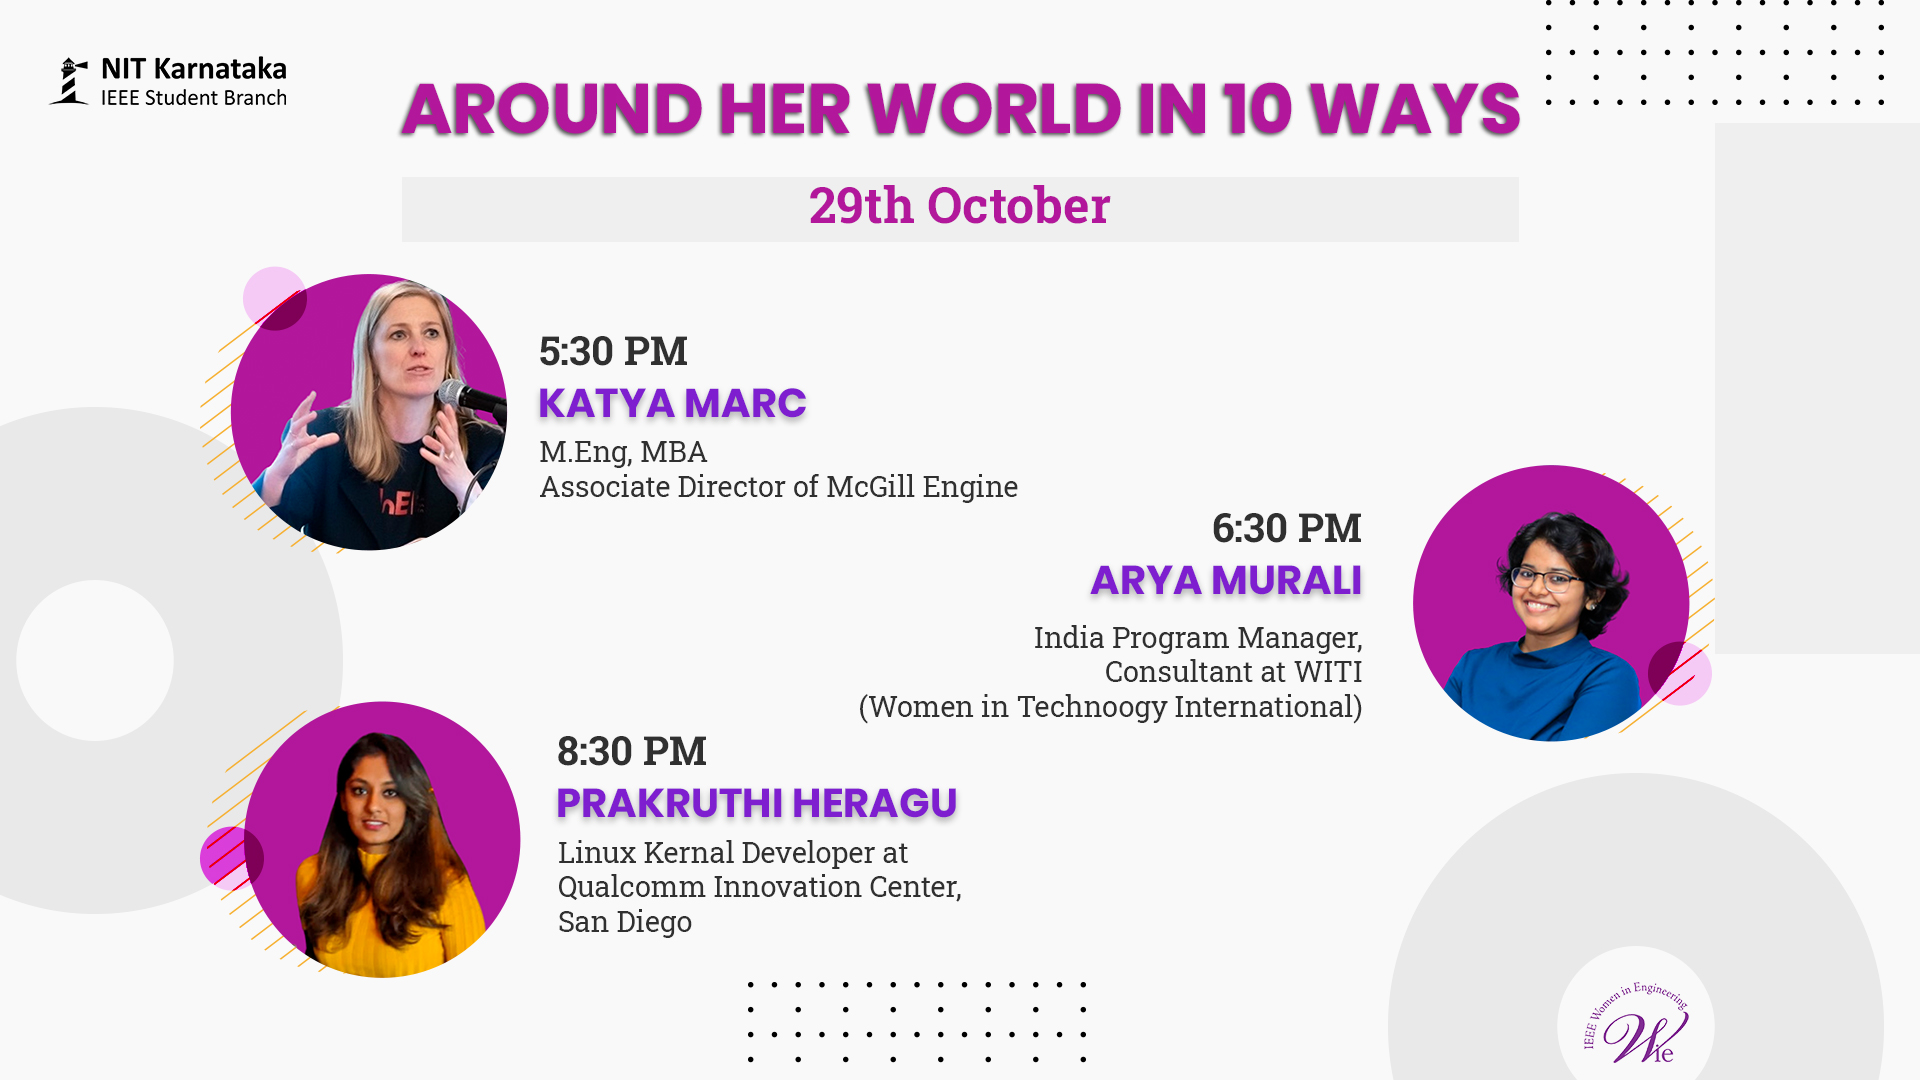 NIT Karnataka
IEEE Student Branch
AROUND HER WORLD IN 10 WAYS
29th October
5:30 PM
KATYA MARC
M.Eng, MBA
Associate Director of McGill Engine
6:30 PM
ARYA MURALI
India Program Manager,
Consultant at WITI
(Women in Technoogy International)
8:30 PM
PRAKRUTHI HERAGU
Linux Kernal Developer at
Qualcomm Innovation Center,
San Diego
IEEE Women in Engineering
Wie